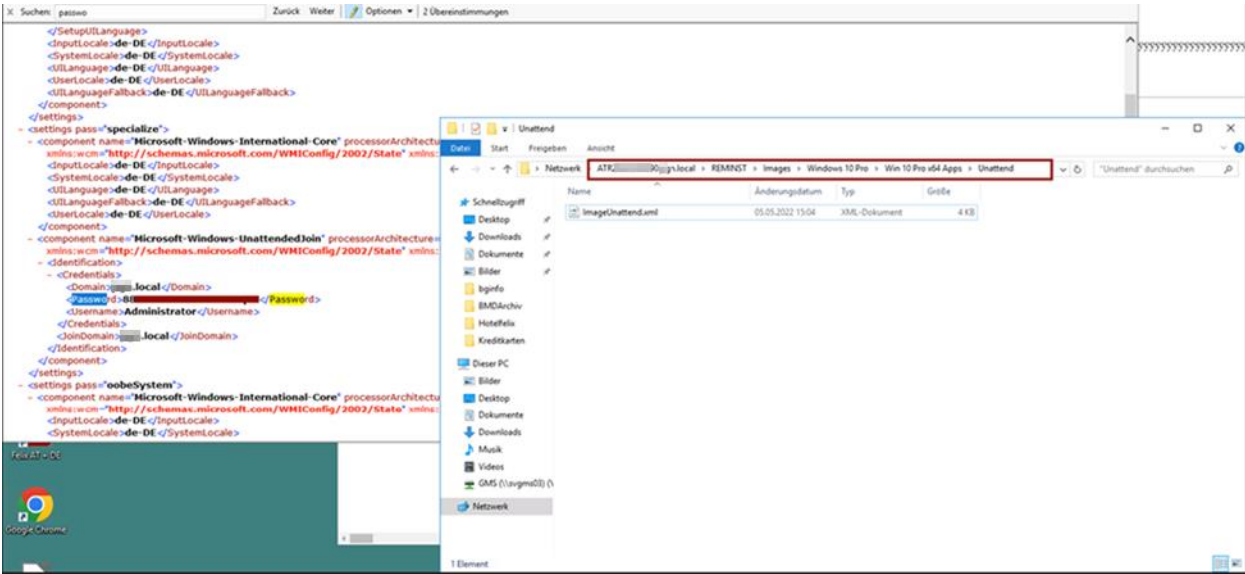 × Suchen: passwo Zurück Weiter Optionen 2 Übereinstimmungen
</SetupUILanguage>
<InputLocale>de-DE</InputLocale>
<SystemLocale>de-DE</SystemLocale>
<UILanguage>de-DE</UILanguage>
<UserLocale>de-DE</UserLocale>
<UILanguageFallback>de-DE</UILanguageFallback>
</component>
</settings>
- <settings pass="specialize">
- <component name="Microsoft-Windows-International-Core" processorArchitectu
xmlns:wcm="http://schemas.microsoft.com/WMIConfig/2002/State" xmlns:
<InputLocale>de-DE</InputLocale>
<SystemLocale>de-DE</SystemLocale>
<UILanguage>de-DE</UILanguage>
<UILanguageFallback>de-DE</UILanguageFallback>
<UserLocale>de-DE</UserLocale>
</component>
- <component name="Microsoft-Windows-UnattendedJoin" processorArchitecture=
xmlns:wcm="http://schemas.microsoft.com/WMIConfig/2002/State" xmlns:
- <Identification>
- <Credentials>
<Domain> .local</Domain>
<Password>88 </Password>
<Username>Administrator</Username>
</Credentials>
<JoinDomain> .local</JoinDomain>
</Identification>
</component>
</settings>
- <settings pass="oobeSystem">
- <component name="Microsoft-Windows-International-Core" processorArchitectu
xmlns:wcm="http://schemas.microsoft.com/WMIConfig/2002/State" xmlns:
<InputLocale>de-DE</InputLocale>
<SystemLocale>de-DE</SystemLocale>
Felix AT + DE
Google Chrome
Unattend
Datei Start Freigeben Ansicht
Netzwerk › .local › REMINST › Images › Windows 10 Pro › Win 10 Pro x64 Apps › Unattend
"Unattend" durchsuchen
Name Änderungsdatum Typ Größe
ImageUnattend.xml 05.05.2022 15:04 XML-Dokument 4 KB
Schnellzugriff
Desktop
Downloads
Dokumente
Bilder
bginfo
BMDArchiv
Hotelfelix
Kreditkarten
Dieser PC
Bilder
Desktop
Dokumente
Downloads
Musik
Videos
GMS (\\svgms03) (\
Netzwerk
1 Element